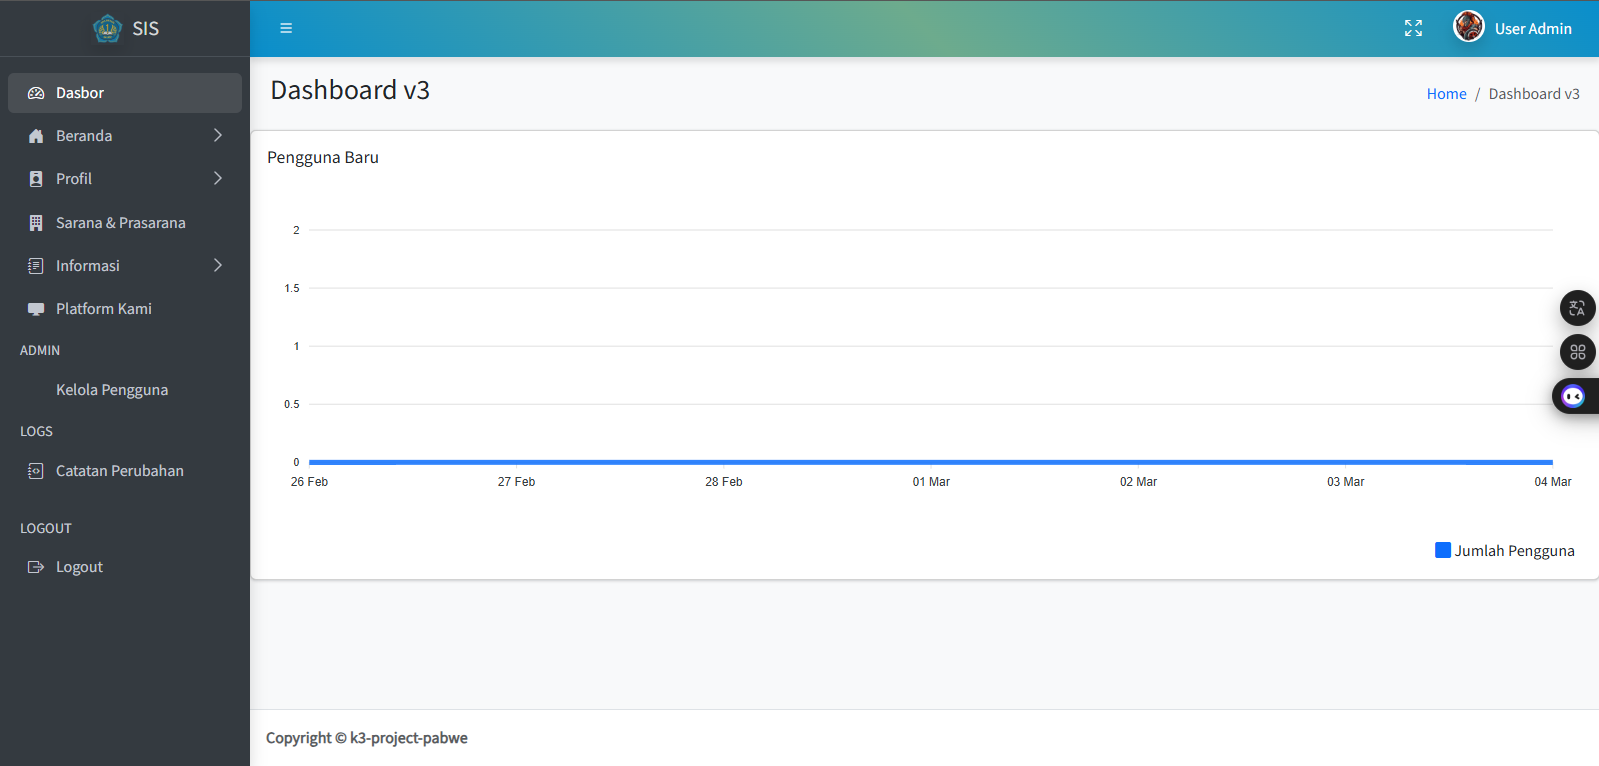 SIS
User Admin
Dasbor
Beranda
Profil
Sarana & Prasarana
Informasi
Platform Kami
ADMIN
Kelola Pengguna
LOGS
Catatan Perubahan
LOGOUT
Logout
Dashboard v3
Home / Dashboard v3
Pengguna Baru
2
1.5
1
0.5
0
26 Feb 27 Feb 28 Feb 01 Mar 02 Mar 03 Mar 04 Mar
Jumlah Pengguna
Copyright © k3-project-pabwe